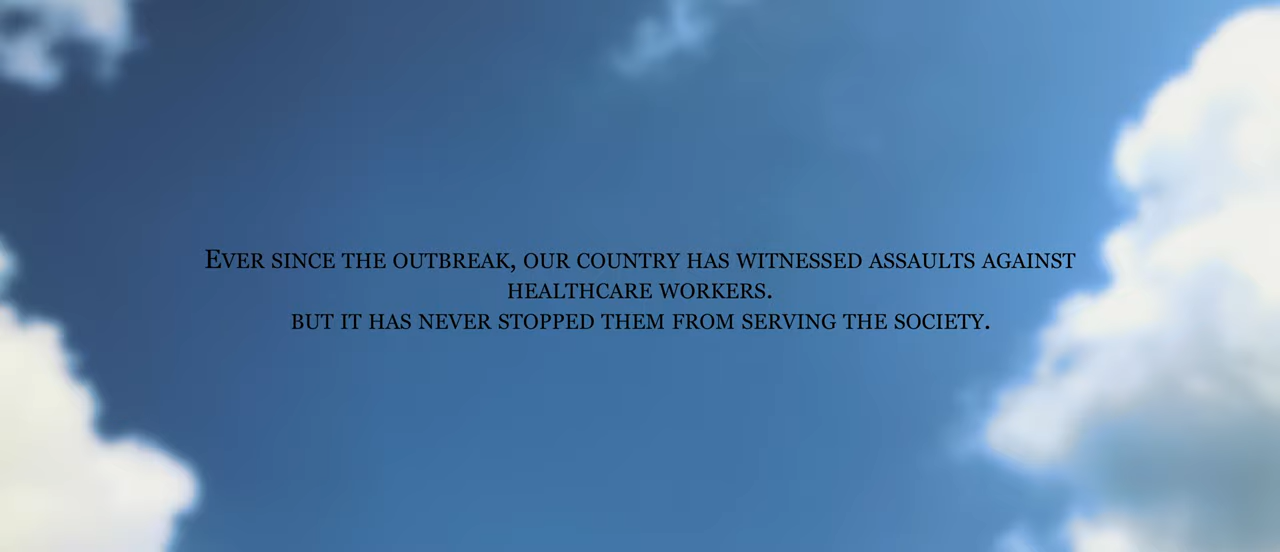 Ever since the outbreak, our country has witnessed assaults against
healthcare workers.
but it has never stopped them from serving the society.